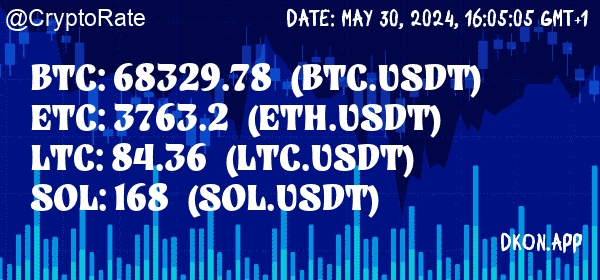 @CryptoRate
DATE: MAY 30, 2024, 16:05:05 GMT+1
BTC: 68329.78 (BTC.USDT)
ETC: 3763.2 (ETH.USDT)
LTC: 84.36 (LTC.USDT)
SOL: 168 (SOL.USDT)
DKON.APP